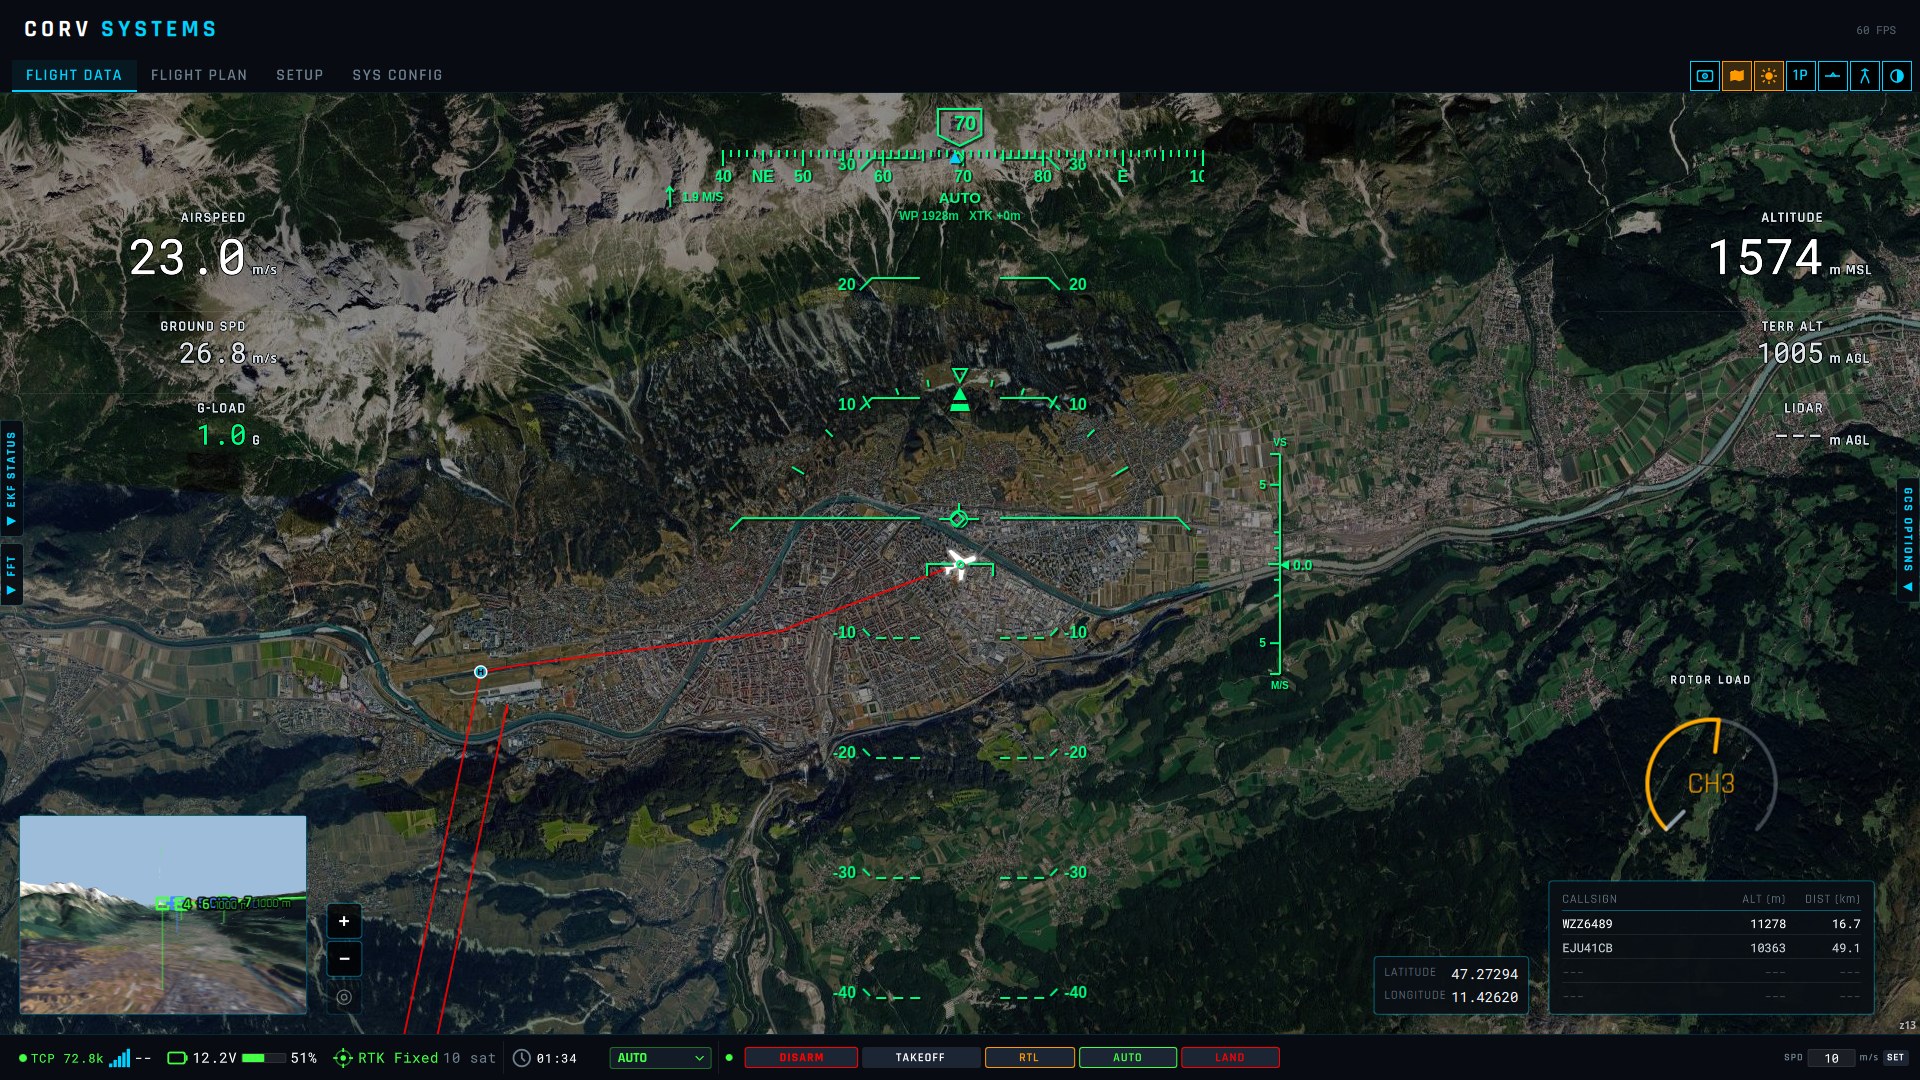 CORV SYSTEMS
60 FPS
FLIGHT DATA FLIGHT PLAN SETUP SYS CONFIG
1P
70
30 30
40 NE 50 60 70 80 E 10
1.9 M/S
AUTO
WP 1928m XTK +0m
AIRSPEED
23.0 m/s
GROUND SPD
26.8 m/s
G-LOAD
1.0 G
ALTITUDE
1574 m MSL
TERR ALT
1005 m AGL
LIDAR
--- m AGL
20 20
10 10
-10 -10
-20 -20
-30 -30
-40 -40
VS
5
0.0
5
M/S
EKF STATUS
FFT
GCS OPTIONS
H
ROTOR LOAD
CH3
+
−
CALLSIGN ALT (m) DIST (km)
WZZ6489 11278 16.7
EJU41CB 10363 49.1
--- --- ---
--- --- ---
LATITUDE 47.27294
LONGITUDE 11.42620
z13
TCP 72.8k -- 12.2V 51% RTK Fixed 10 sat 01:34 AUTO DISARM TAKEOFF RTL AUTO LAND SPD 10 m/s SET